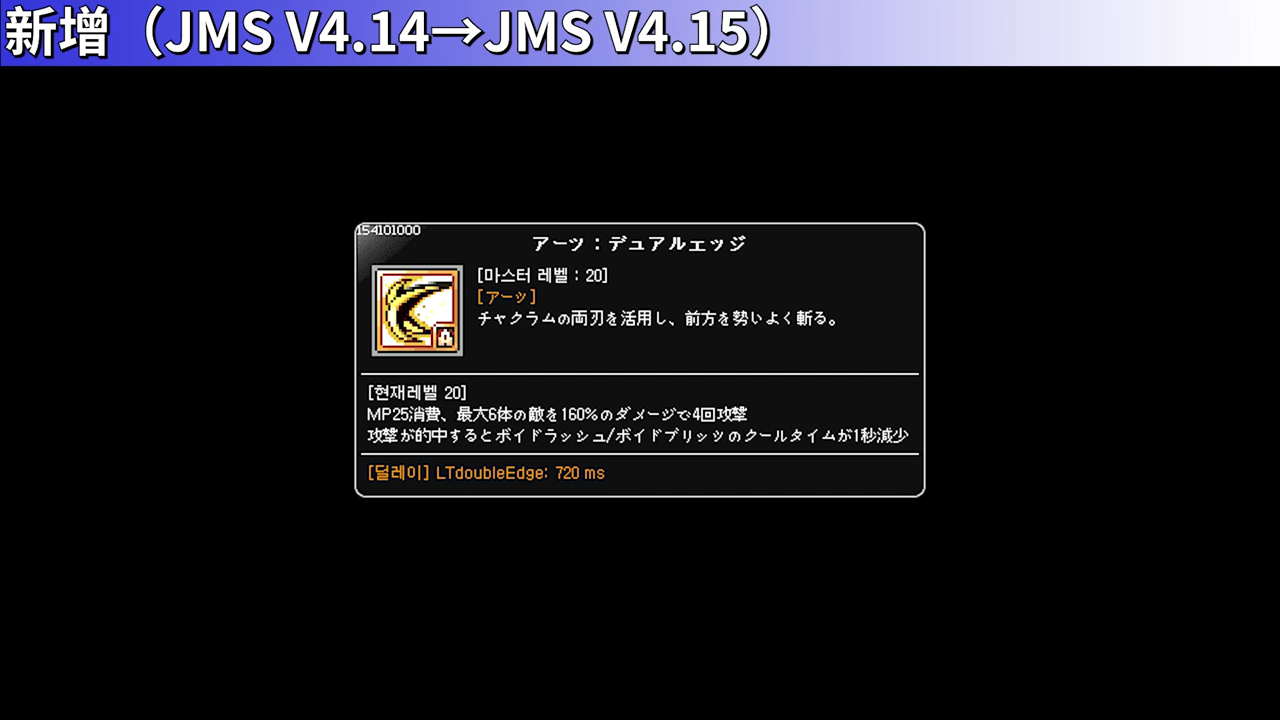 新增（JMS V4.14→JMS V4.15）
154101000
アーツ：デュアルエッジ
[마스터 레벨 : 20]
[アーツ]
チャクラムの両刃を活用し、前方を勢いよく斬る。
A
[현재레벨 20]
MP25消費、最大6体の敵を160%のダメージで4回攻撃
攻撃が的中するとボイドラッシュ/ボイドブリッツのクールタイムが1秒減少
[딜레이] LTdoubleEdge: 720 ms